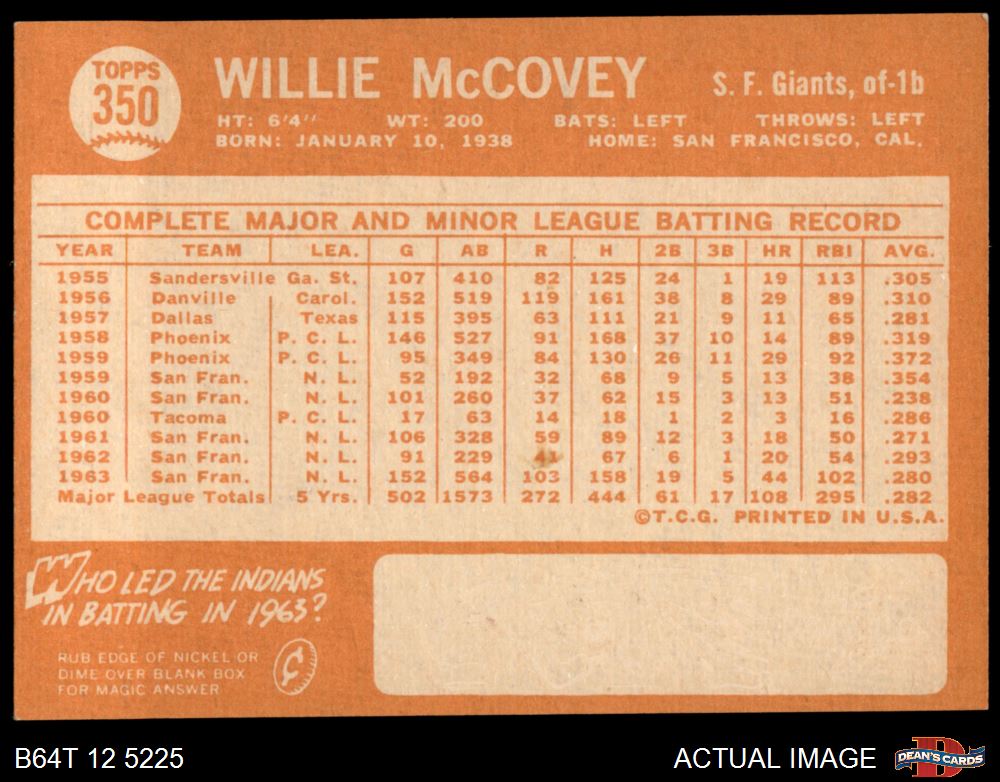 TOPPS
350
WILLIE McCOVEY
S. F. Giants, of-1b
HT: 6'4" WT: 200 BATS: LEFT THROWS: LEFT
BORN: JANUARY 10, 1938 HOME: SAN FRANCISCO, CAL.
COMPLETE MAJOR AND MINOR LEAGUE BATTING RECORD
YEAR TEAM LEA. G AB R H 2B 3B HR RBI AVG.
1955 Sandersville Ga. St. 107 410 82 125 24 1 19 113 .305
1956 Danville Carol. 152 519 119 161 38 8 29 89 .310
1957 Dallas Texas 115 395 63 111 21 9 11 65 .281
1958 Phoenix P. C. L. 146 527 91 168 37 10 14 89 .319
1959 Phoenix P. C. L. 95 349 84 130 26 11 29 92 .372
1959 San Fran. N. L. 52 192 32 68 9 5 13 38 .354
1960 San Fran. N. L. 101 260 37 62 15 3 13 51 .238
1960 Tacoma P. C. L. 17 63 14 18 1 2 3 16 .286
1961 San Fran. N. L. 106 328 59 89 12 3 18 50 .271
1962 San Fran. N. L. 91 229 41 67 6 1 20 54 .293
1963 San Fran. N. L. 152 564 103 158 19 5 44 102 .280
Major League Totals 5 Yrs. 502 1573 272 444 61 17 108 295 .282
©T.C.G. PRINTED IN U.S.A.
WHO LED THE INDIANS
IN BATTING IN 1963?
RUB EDGE OF NICKEL OR
DIME OVER BLANK BOX
FOR MAGIC ANSWER
¢
B64T 12 5225
ACTUAL IMAGE
D
DEAN'S CARDS